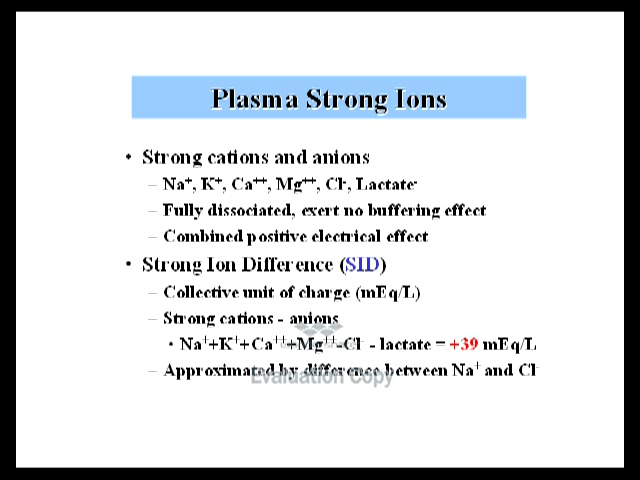 Plasma Strong Ions
• Strong cations and anions
– Na⁺, K⁺, Ca⁺⁺, Mg⁺⁺, Cl⁻, Lactate⁻
– Fully dissociated, exert no buffering effect
– Combined positive electrical effect
• Strong Ion Difference (SID)
– Collective unit of charge (mEq/L)
– Strong cations - anions
• Na⁺+K⁺+Ca⁺⁺+Mg⁺⁺-Cl⁻ - lactate = +39 mEq/L
– Approximated by difference between Na⁺ and Cl⁻
Evaluation Copy